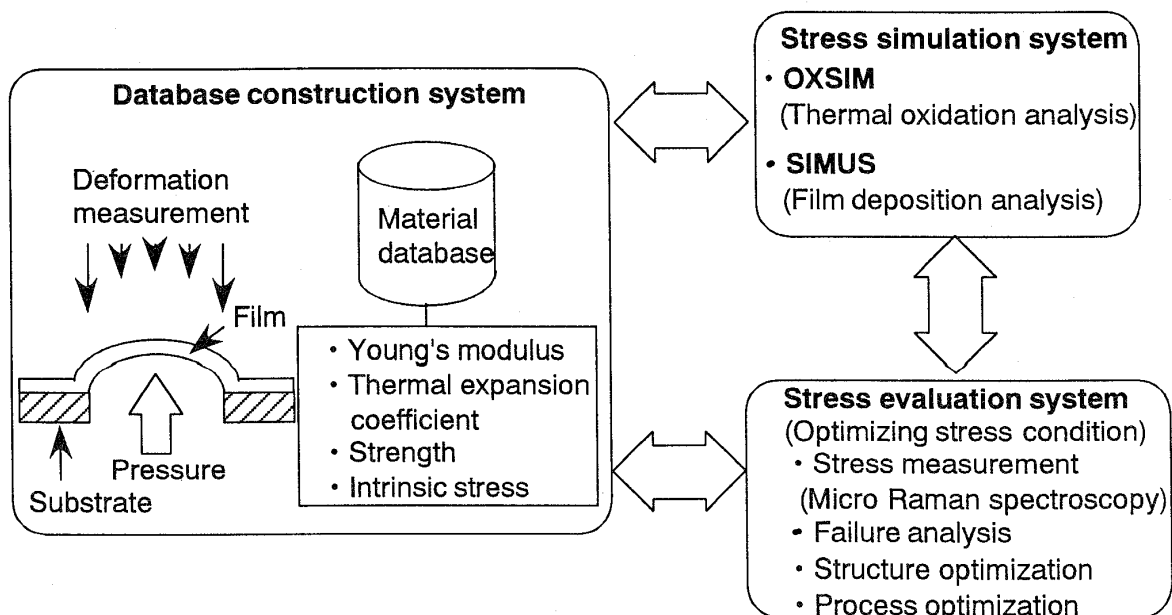 Database construction system
Deformation
measurement
Film
Pressure
Substrate
Material
database
· Young's modulus
· Thermal expansion
coefficient
· Strength
· Intrinsic stress
Stress simulation system
· OXSIM
(Thermal oxidation analysis)
· SIMUS
(Film deposition analysis)
Stress evaluation system
(Optimizing stress condition)
· Stress measurement
(Micro Raman spectroscopy)
· Failure analysis
· Structure optimization
· Process optimization